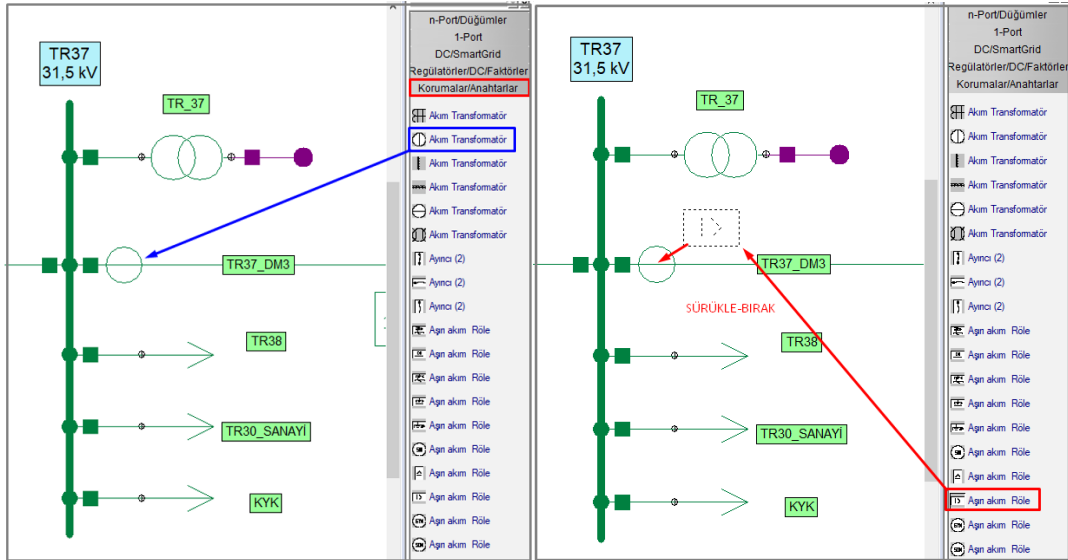 TR37
31,5 kV
TR_37
TR37_DM3
TR38
TR30_SANAYİ
KYK
n-Port/Düğümler
1-Port
DC/SmartGrid
Regülatörler/DC/Faktörler
Korumalar/Anahtarlar
Akım Transformatör
Akım Transformatör
Akım Transformatör
Akım Transformatör
Akım Transformatör
Akım Transformatör
Ayırıcı (2)
Ayırıcı (2)
Ayırıcı (2)
Aşırı akım Röle
Aşırı akım Röle
Aşırı akım Röle
Aşırı akım Röle
Aşırı akım Röle
Aşırı akım Röle
Aşırı akım Röle
Aşırı akım Röle
Aşırı akım Röle
Aşırı akım Röle
TR37
31,5 kV
TR_37
TR37_DM3
SÜRÜKLE-BIRAK
TR38
TR30_SANAYİ
KYK
n-Port/Düğümler
1-Port
DC/SmartGrid
Regülatörler/DC/Faktörler
Korumalar/Anahtarlar
Akım Transformatör
Akım Transformatör
Akım Transformatör
Akım Transformatör
Akım Transformatör
Akım Transformatör
Ayırıcı (2)
Ayırıcı (2)
Ayırıcı (2)
Aşırı akım Röle
Aşırı akım Röle
Aşırı akım Röle
Aşırı akım Röle
Aşırı akım Röle
Aşırı akım Röle
Aşırı akım Röle
Aşırı akım Röle
Aşırı akım Röle
Aşırı akım Röle